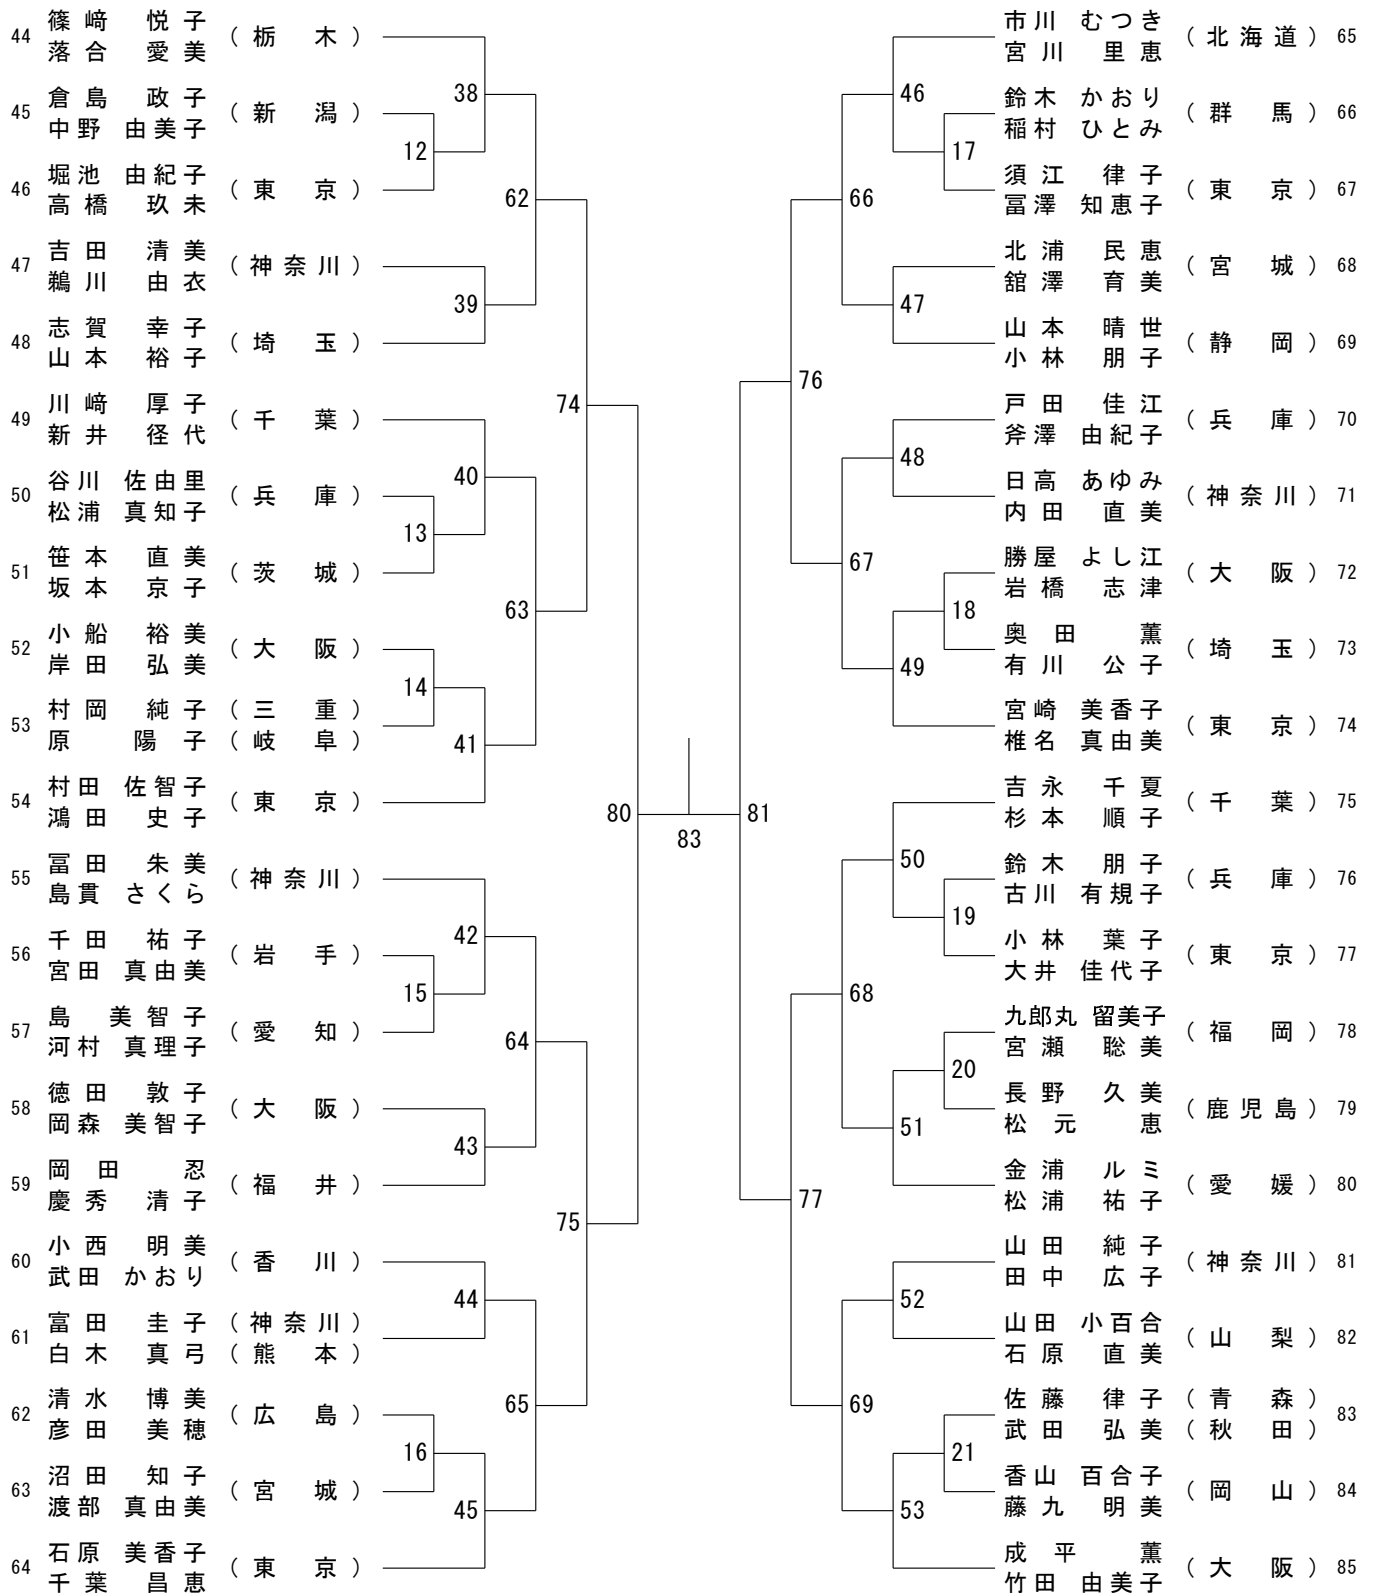 44 篠﨑 悦子 (栃木)
落合 愛美
45 倉島 政子 (新潟)
中野 由美子
46 堀池 由紀子 (東京)
高橋 玖未
47 吉田 清美 (神奈川)
鵜川 由衣
48 志賀 幸子 (埼玉)
山本 裕子
49 川﨑 厚子 (千葉)
新井 径代
50 谷川 佐由里 (兵庫)
松浦 真知子
51 笹本 直美 (茨城)
坂本 京子
52 小船 裕美 (大阪)
岸田 弘美
53 村岡 純子 (三重)
原 陽子 (岐阜)
54 村田 佐智子 (東京)
鴻田 史子
55 冨田 朱美 (神奈川)
島貫 さくら
56 千田 祐子 (岩手)
宮田 真由美
57 島 美智子 (愛知)
河村 真理子
58 徳田 敦子 (大阪)
岡森 美智子
59 岡田 忍 (福井)
慶秀 清子
60 小西 明美 (香川)
武田 かおり
61 富田 圭子 (神奈川)
白木 真弓 (熊本)
62 清水 博美 (広島)
彦田 美穂
63 沼田 知子 (宮城)
渡部 真由美
64 石原 美香子 (東京)
千葉 昌恵
38
12
62
39
74
40
13
63
14
41
80
42
15
64
43
75
44
65
16
45
83
81
46
17
66
47
76
48
67
18
49
50
19
68
20
51
77
52
69
21
53
市川 むつき (北海道) 65
宮川 里恵
鈴木 かおり (群馬) 66
稲村 ひとみ
須江 律子 (東京) 67
冨澤 知恵子
北浦 民恵 (宮城) 68
舘澤 育美
山本 晴世 (静岡) 69
小林 朋子
戸田 佳江 (兵庫) 70
斧澤 由紀子
日高 あゆみ (神奈川) 71
内田 直美
勝屋 よし江 (大阪) 72
岩橋 志津
奥田 薫 (埼玉) 73
有川 公子
宮崎 美香子 (東京) 74
椎名 真由美
吉永 千夏 (千葉) 75
杉本 順子
鈴木 朋子 (兵庫) 76
古川 有規子
小林 葉子 (東京) 77
大井 佳代子
九郎丸 留美子 (福岡) 78
宮瀬 聡美
長野 久美 (鹿児島) 79
松元 恵
金浦 ルミ (愛媛) 80
松浦 祐子
山田 純子 (神奈川) 81
田中 広子
山田 小百合 (山梨) 82
石原 直美
佐藤 律子 (青森) 83
武田 弘美 (秋田)
香山 百合子 (岡山) 84
藤九 明美
成平 薫 (大阪) 85
竹田 由美子